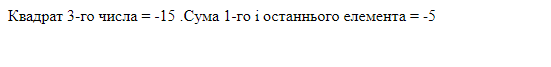 Квадрат 3-го числа = -15 .Сума 1-го і останнього елемента = -5